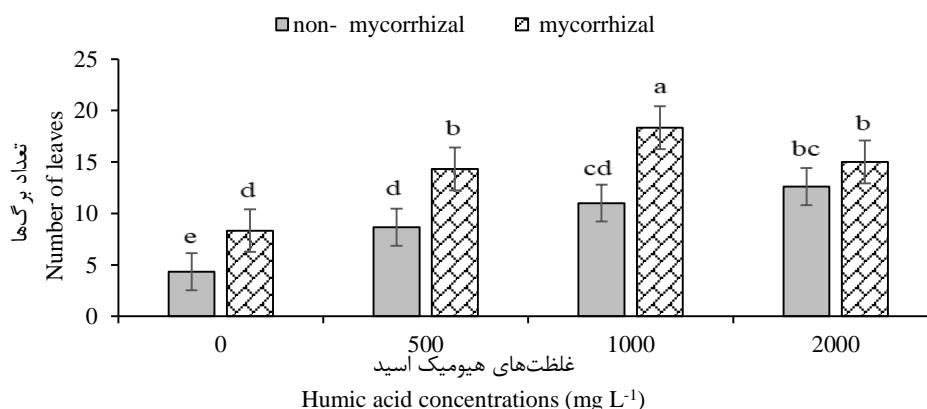 non- mycorrhizal mycorrhizal
25
20
15
10
5
0
تعداد برگ‌ها
Number of leaves
e
d
d
b
cd
a
bc
b
0 500 1000 2000
غلظت‌های هیومیک اسید
Humic acid concentrations (mg L⁻¹)